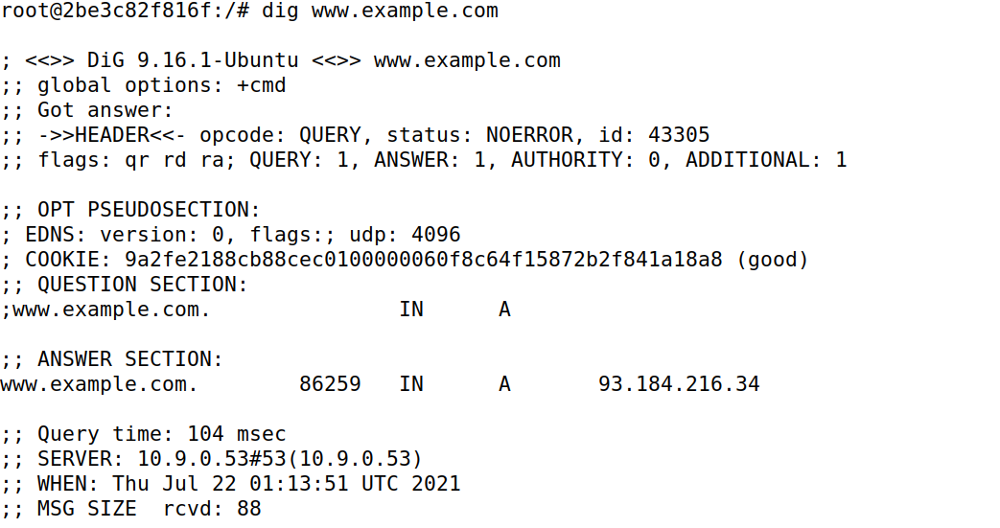 root@2be3c82f816f:/# dig www.example.com
; <<>> DiG 9.16.1-Ubuntu <<>> www.example.com
;; global options: +cmd
;; Got answer:
;; ->>HEADER<<- opcode: QUERY, status: NOERROR, id: 43305
;; flags: qr rd ra; QUERY: 1, ANSWER: 1, AUTHORITY: 0, ADDITIONAL: 1
;; OPT PSEUDOSECTION:
; EDNS: version: 0, flags:; udp: 4096
; COOKIE: 9a2fe2188cb88cec0100000060f8c64f15872b2f841a18a8 (good)
;; QUESTION SECTION:
;www.example.com. IN A
;; ANSWER SECTION:
www.example.com. 86259 IN A 93.184.216.34
;; Query time: 104 msec
;; SERVER: 10.9.0.53#53(10.9.0.53)
;; WHEN: Thu Jul 22 01:13:51 UTC 2021
;; MSG SIZE  rcvd: 88